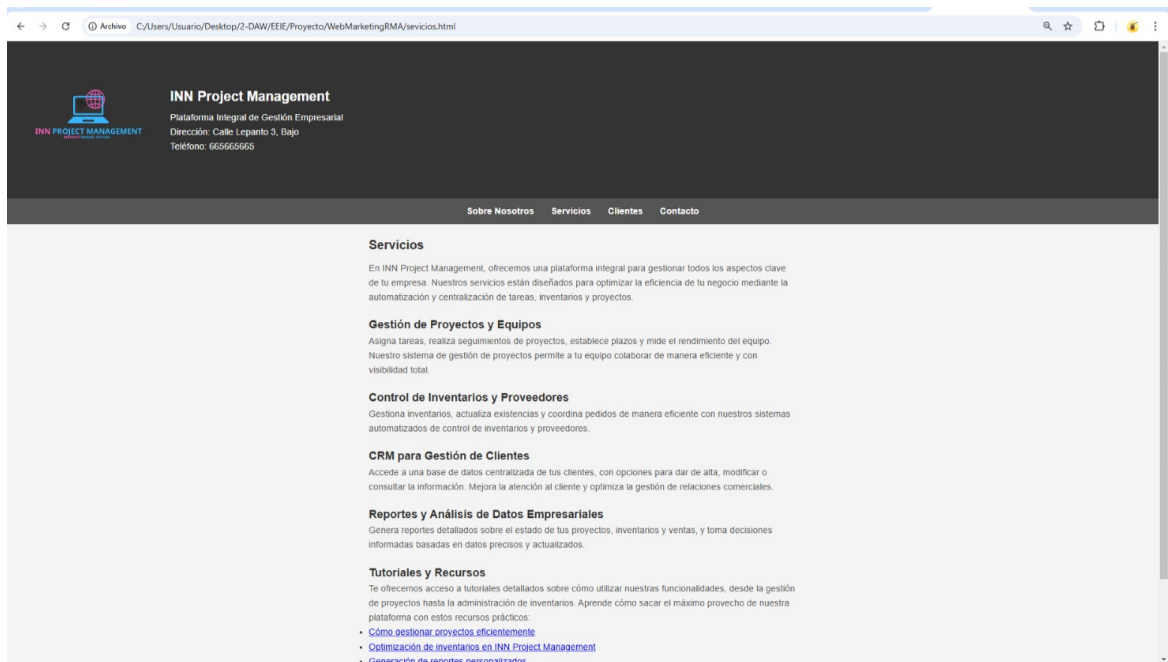 Archivo C:/Users/Usuario/Desktop/2-DAW/EEIE/Proyecto/WebMarketingRMA/sevicios.html
INN PROJECT MANAGEMENT
INN Project Management
Plataforma Integral de Gestión Empresarial
Dirección: Calle Lepanto 3, Bajo
Teléfono: 665665665
Sobre Nosotros Servicios Clientes Contacto
Servicios
En INN Project Management, ofrecemos una plataforma integral para gestionar todos los aspectos clave
de tu empresa. Nuestros servicios están diseñados para optimizar la eficiencia de tu negocio mediante la
automatización y centralización de tareas, inventarios y proyectos.
Gestión de Proyectos y Equipos
Asigna tareas, realiza seguimientos de proyectos, establece plazos y mide el rendimiento del equipo.
Nuestro sistema de gestión de proyectos permite a tu equipo colaborar de manera eficiente y con
visibilidad total.
Control de Inventarios y Proveedores
Gestiona inventarios, actualiza existencias y coordina pedidos de manera eficiente con nuestros sistemas
automatizados de control de inventarios y proveedores.
CRM para Gestión de Clientes
Accede a una base de datos centralizada de tus clientes, con opciones para dar de alta, modificar o
consultar la información. Mejora la atención al cliente y optimiza la gestión de relaciones comerciales.
Reportes y Análisis de Datos Empresariales
Genera reportes detallados sobre el estado de tus proyectos, inventarios y ventas, y toma decisiones
informadas basadas en datos precisos y actualizados.
Tutoriales y Recursos
Te ofrecemos acceso a tutoriales detallados sobre cómo utilizar nuestras funcionalidades, desde la gestión
de proyectos hasta la administración de inventarios. Aprende cómo sacar el máximo provecho de nuestra
plataforma con estos recursos prácticos:
• Cómo gestionar proyectos eficientemente
• Optimización de inventarios en INN Project Management
• Generación de reportes personalizados